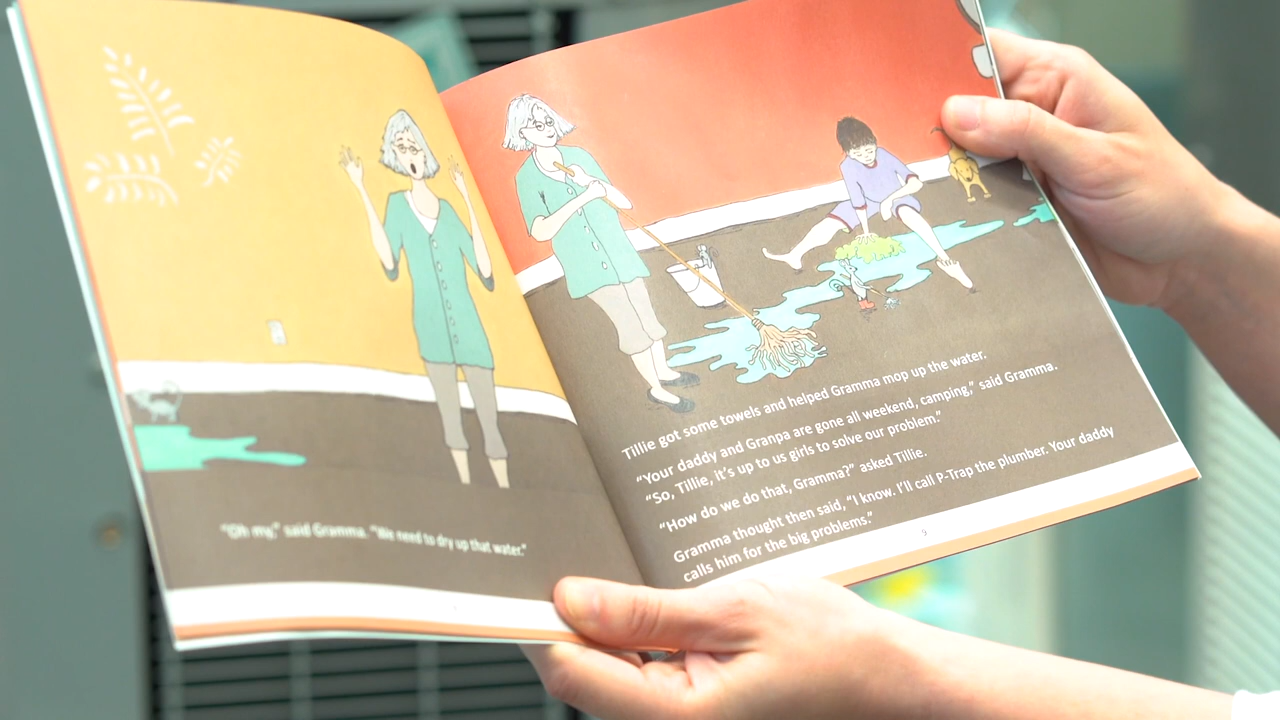 "Oh my," said Gramma. "We need to dry up that water."
Tillie got some towels and helped Gramma mop up the water.
"Your daddy and Granpa are gone all weekend, camping," said Gramma.
"So, Tillie, it's up to us girls to solve our problem."
"How do we do that, Gramma?" asked Tillie.
Gramma thought then said, "I know. I'll call P-Trap the plumber. Your daddy
calls him for the big problems."
9